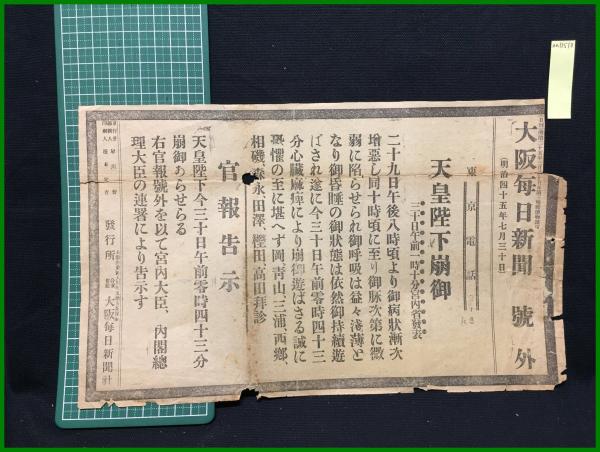 大阪毎日新聞 號外
(明治四十五年七月三十日)
東京電話
天皇陛下崩御
三十日午前一時十分宮内省發表
二十九日午後八時頃より御病狀漸次
增惡し同十時頃に至り御脈次第に微
弱に陷らせられ御呼吸は益々淺薄と
なり御昏睡の御狀態は依然御持續遊
ばされ遂に今三十日午前零時四十三
分心臟麻痺により崩御遊ばさる誠に
恐懼の至に堪へず岡、靑山、三浦、西鄕、
相磯、森永田澤、樫田、高田拜診
官報告示
天皇陛下今三十日午前零時四十三分
崩御あらせらる
右官報號外を以て宮内大臣、内閣總
理大臣の連署により告示す
發行所 大阪每日新聞社